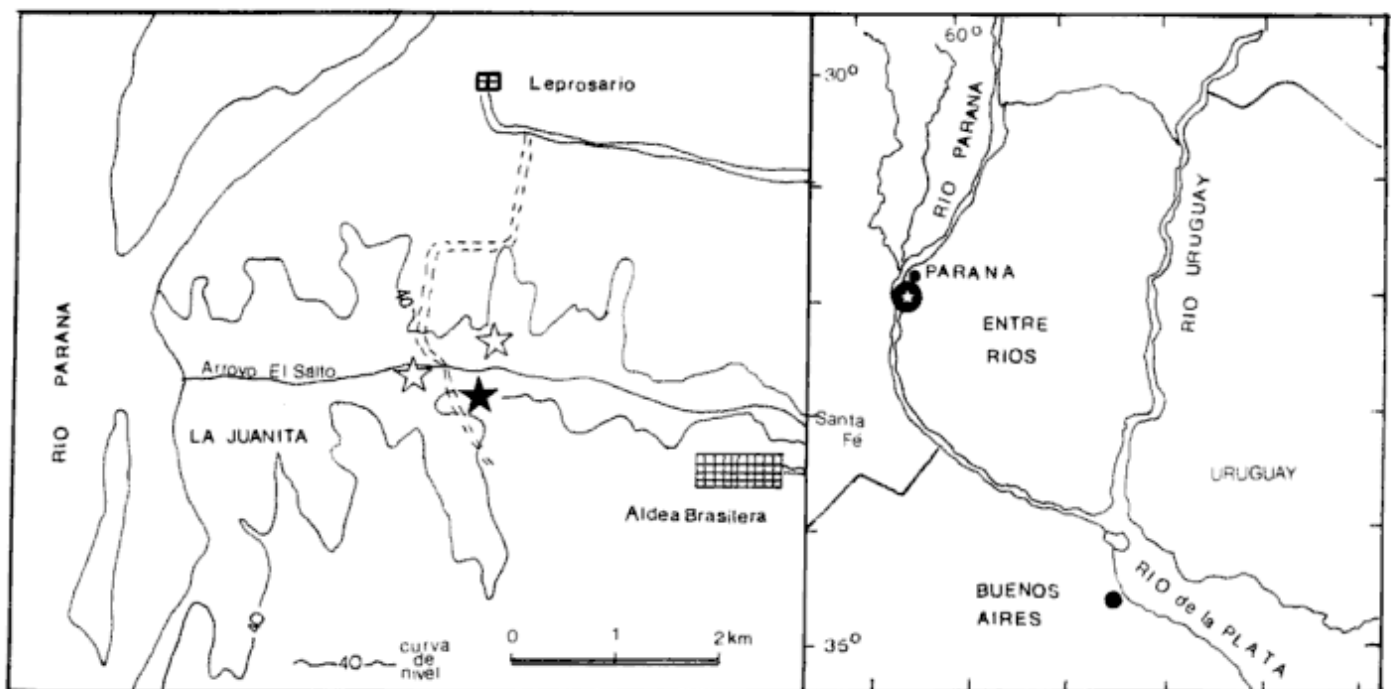 Leprosario
RIO PARANA
40
Arroyo El Salto
LA JUANITA
Aldea Brasilera
40
0 1 2 km
40
curva
de
nivel
60°
30°
RIO PARANA
RIO URUGUAY
PARANA
ENTRE
RIOS
Santa
Fé
URUGUAY
BUENOS
AIRES
RIO de la PLATA
35°